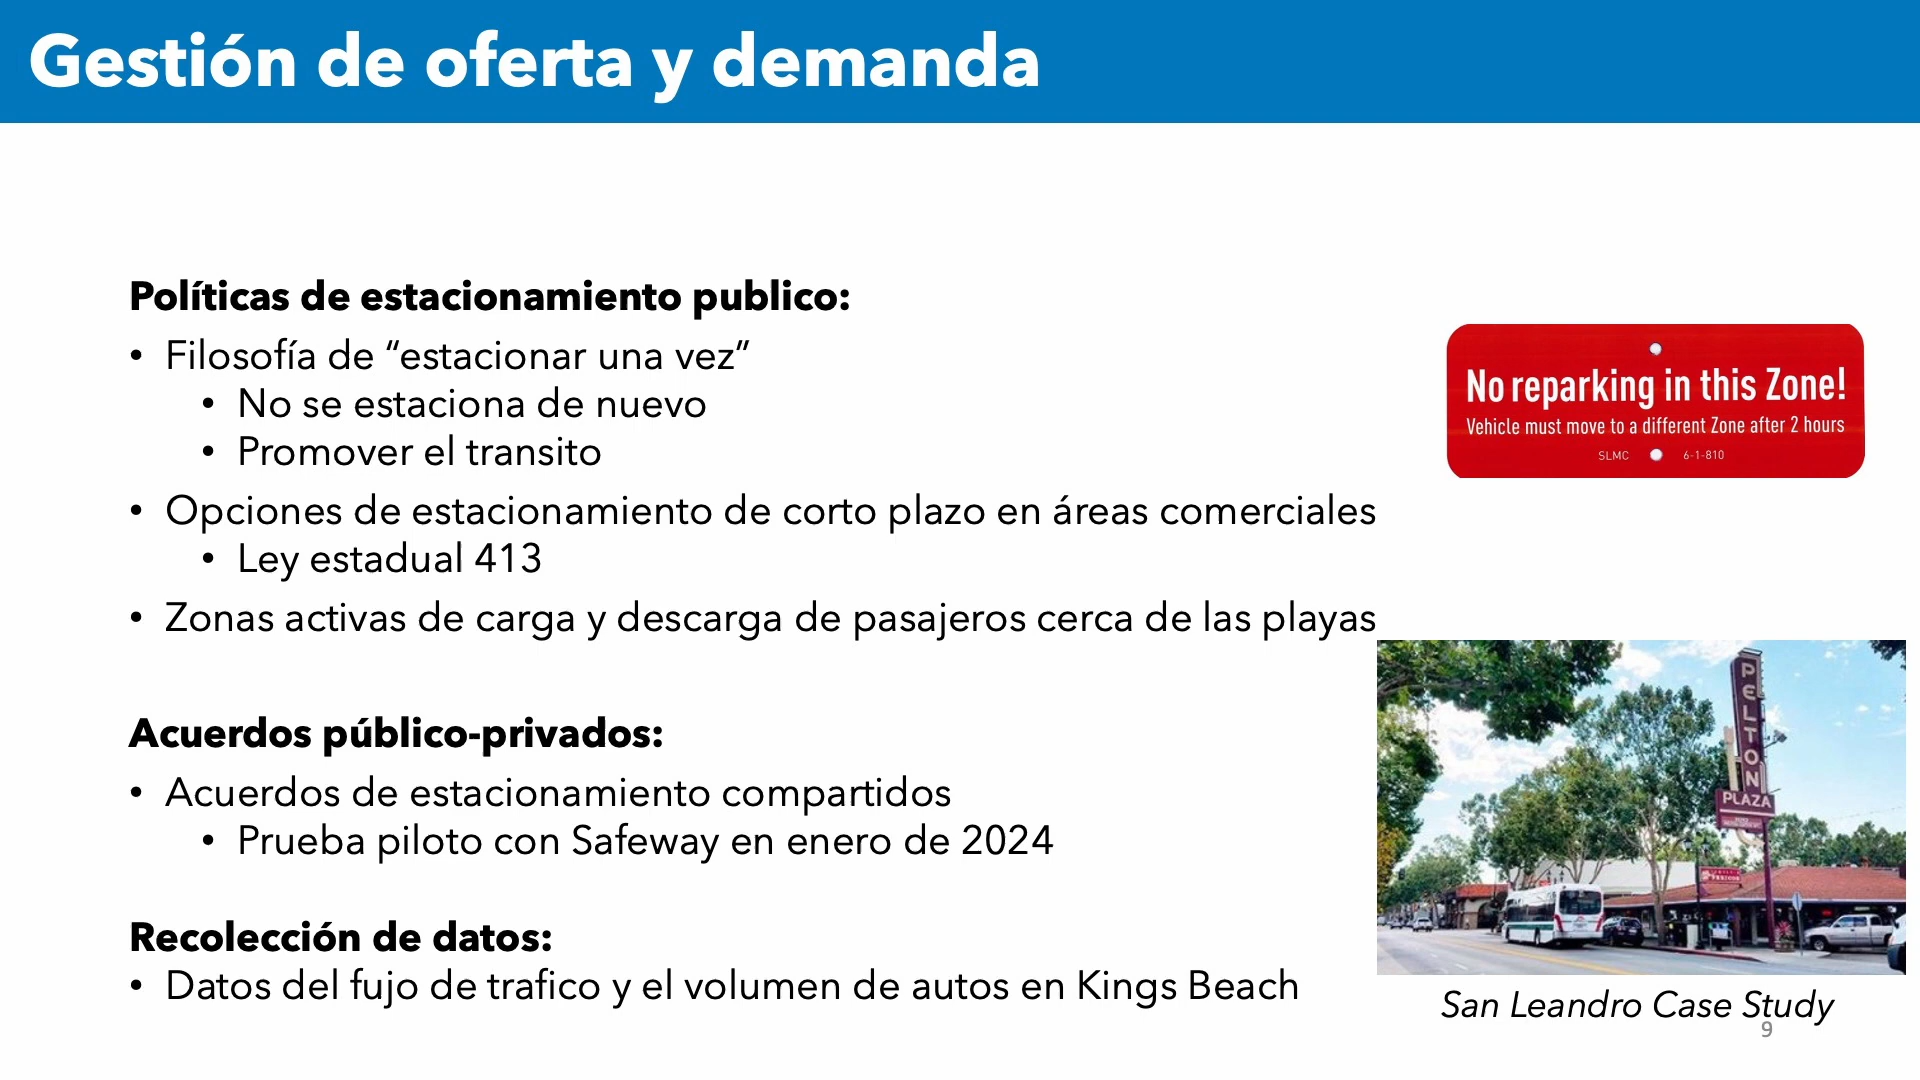 Gestión de oferta y demanda
Políticas de estacionamiento publico:
• Filosofía de “estacionar una vez”
• No se estaciona de nuevo
• Promover el transito
• Opciones de estacionamiento de corto plazo en áreas comerciales
• Ley estadual 413
• Zonas activas de carga y descarga de pasajeros cerca de las playas
Acuerdos público-privados:
• Acuerdos de estacionamiento compartidos
• Prueba piloto con Safeway en enero de 2024
Recolección de datos:
• Datos del fujo de trafico y el volumen de autos en Kings Beach
No reparking in this Zone!
Vehicle must move to a different Zone after 2 hours
SLMC 6-1-810
PELTON
PLAZA
San Leandro Case Study
9